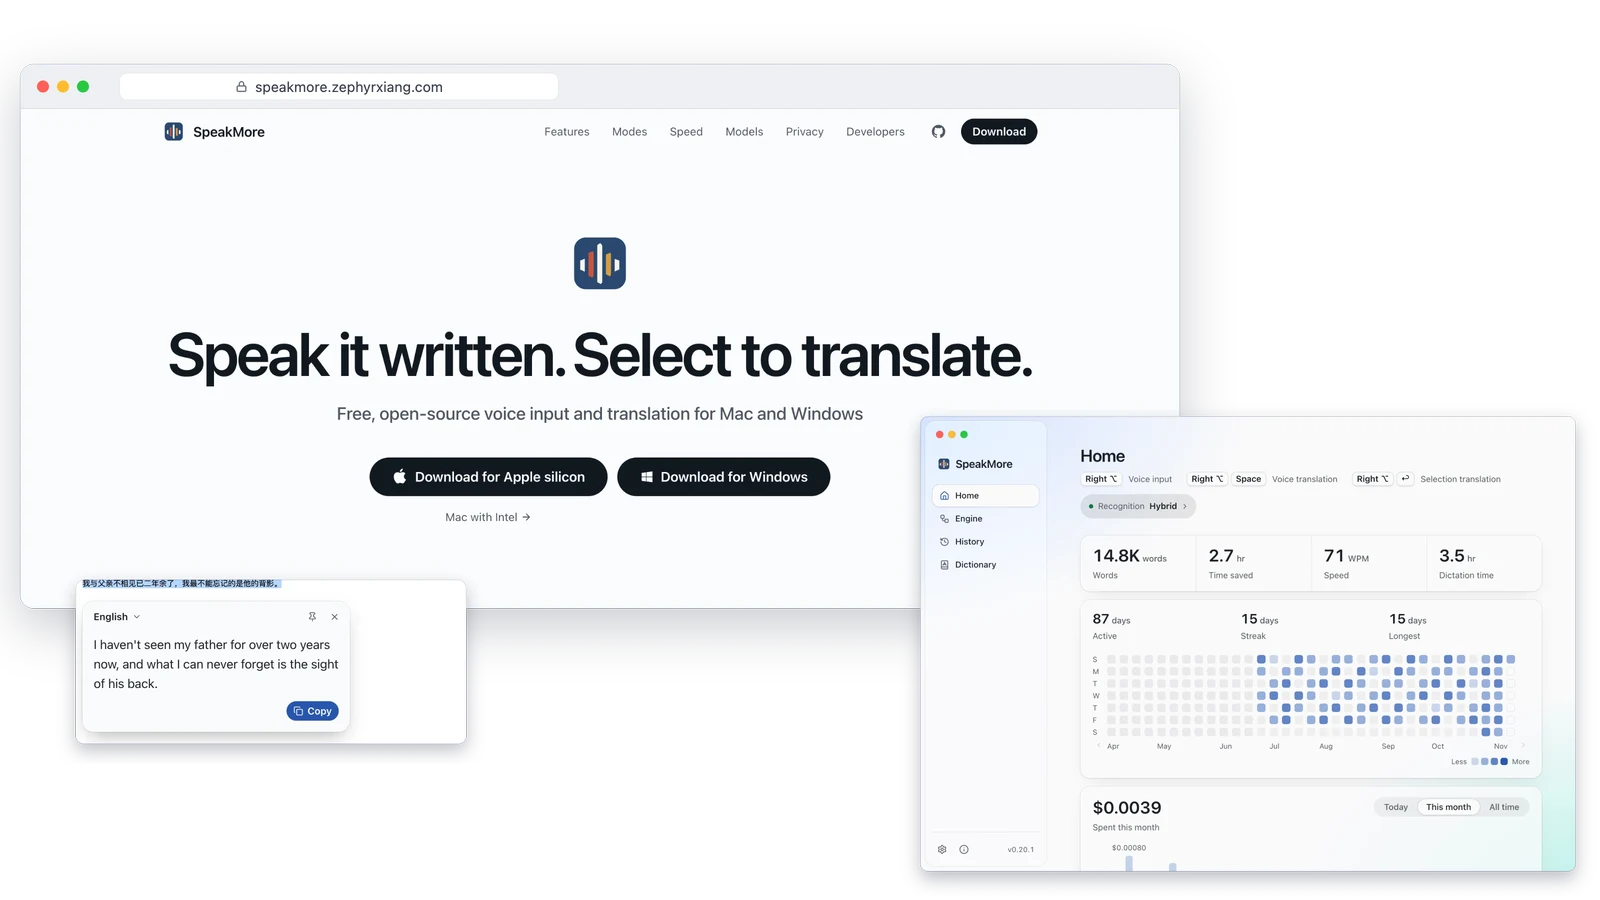 speakmore.zephyrxiang.com
SpeakMore
Features Modes Speed Models Privacy Developers Download
Speak it written. Select to translate.
Free, open-source voice input and translation for Mac and Windows
Download for Apple silicon Download for Windows
Mac with Intel →
我与父亲不相见已二年余了，我最不能忘记的是他的背影。
English
I haven't seen my father for over two years
now, and what I can never forget is the sight
of his back.
Copy
SpeakMore
Home
Engine
History
Dictionary
v0.20.1
Home
Right ⌥ Voice input Right ⌥ Space Voice translation Right ⌥ ↩ Selection translation
Recognition Hybrid
14.8K words 2.7 hr 71 WPM 3.5 hr
Words Time saved Speed Dictation time
87 days 15 days 15 days
Active Streak Longest
S
M
T
W
T
F
S
Apr May Jun Jul Aug Sep Oct Nov
Less More
$0.0039 Today This month All time
Spent this month
$0.00080